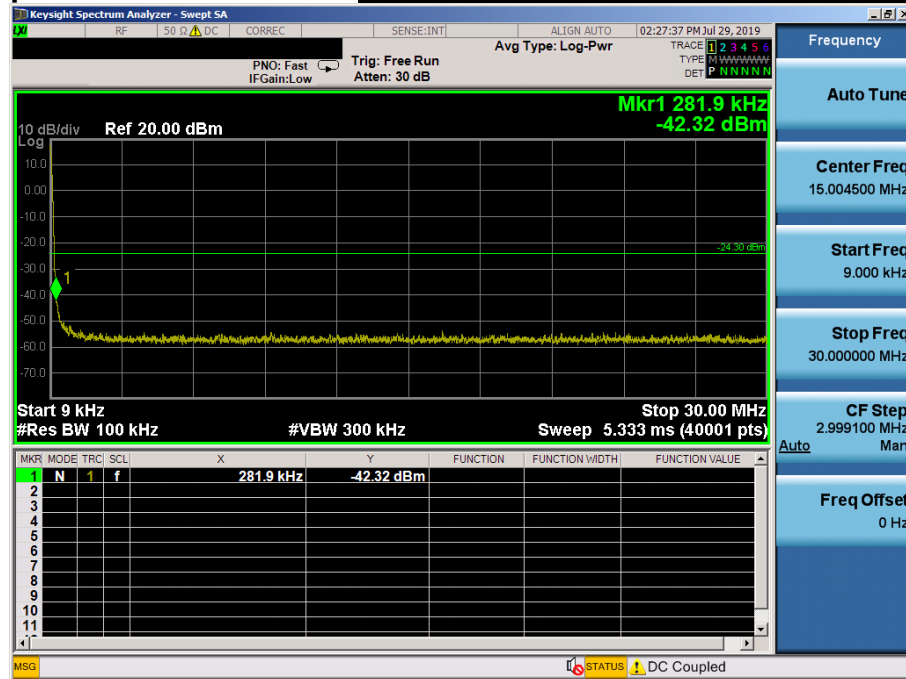 Keysight Spectrum Analyzer - Swept SA
LXI RF 50 Ω DC CORREC SENSE:INT ALIGN AUTO 02:27:37 PM Jul 29, 2019
Avg Type: Log-Pwr TRACE 1 2 3 4 5 6
PNO: Fast Trig: Free Run TYPE M WWWWW
IFGain:Low Atten: 30 dB DET P N N N N N
Mkr1 281.9 kHz
10 dB/div Ref 20.00 dBm -42.32 dBm
Log
10.0
0.00
-10.0
-20.0
-24.30 dBm
-30.0
1
-40.0
-50.0
-60.0
-70.0
Start 9 kHz Stop 30.00 MHz
#Res BW 100 kHz #VBW 300 kHz Sweep 5.333 ms (40001 pts)
MKR MODE TRC SCL X Y FUNCTION FUNCTION WIDTH FUNCTION VALUE
1 N 1 f 281.9 kHz -42.32 dBm
2
3
4
5
6
7
8
9
10
11
MSG STATUS DC Coupled
Frequency
Auto Tune
Center Freq
15.004500 MHz
Start Freq
9.000 kHz
Stop Freq
30.000000 MHz
CF Step
2.999100 MHz
Auto Man
Freq Offset
0 Hz